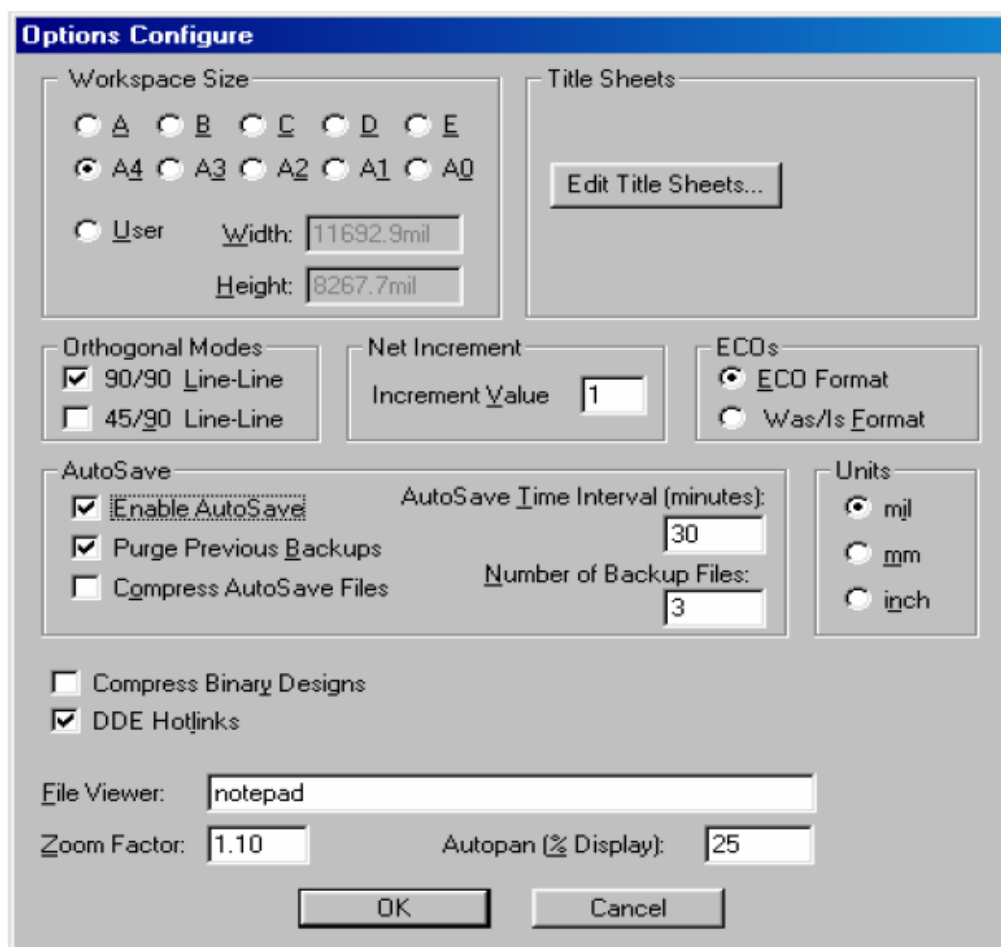 Options Configure
Workspace Size
A B C D E
A4 A3 A2 A1 A0
User Width: 11692.9mil
Height: 8267.7mil
Title Sheets
Edit Title Sheets...
Orthogonal Modes
90/90 Line-Line
45/90 Line-Line
Net Increment
Increment Value 1
ECOs
ECO Format
Was/Is Format
AutoSave
Enable AutoSave
Purge Previous Backups
Compress AutoSave Files
AutoSave Time Interval (minutes):
30
Number of Backup Files:
3
Units
mil
mm
inch
Compress Binary Designs
DDE Hotlinks
File Viewer: notepad
Zoom Factor: 1.10 Autopan (% Display): 25
OK Cancel